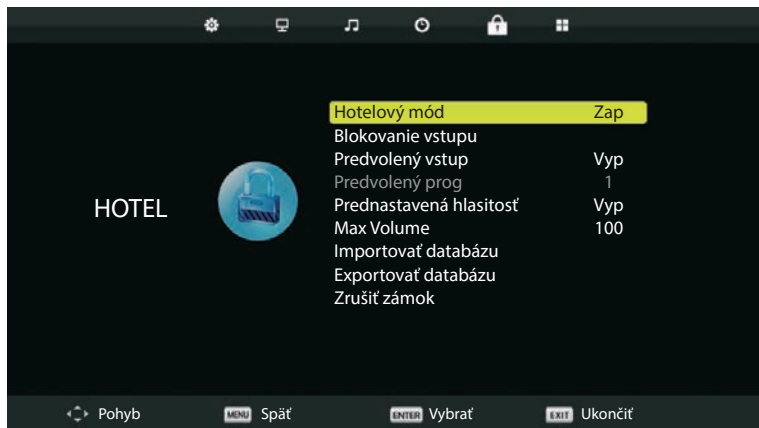 Hotelový mód Zap
Blokovanie vstupu
Predvolený vstup Vyp
Predvolený prog 1
HOTEL
Prednastavená hlasitosť Vyp
Max Volume 100
Importovať databázu
Exportovať databázu
Zrušiť zámok
Pohyb MENU Späť ENTER Vybrať EXIT Ukončiť